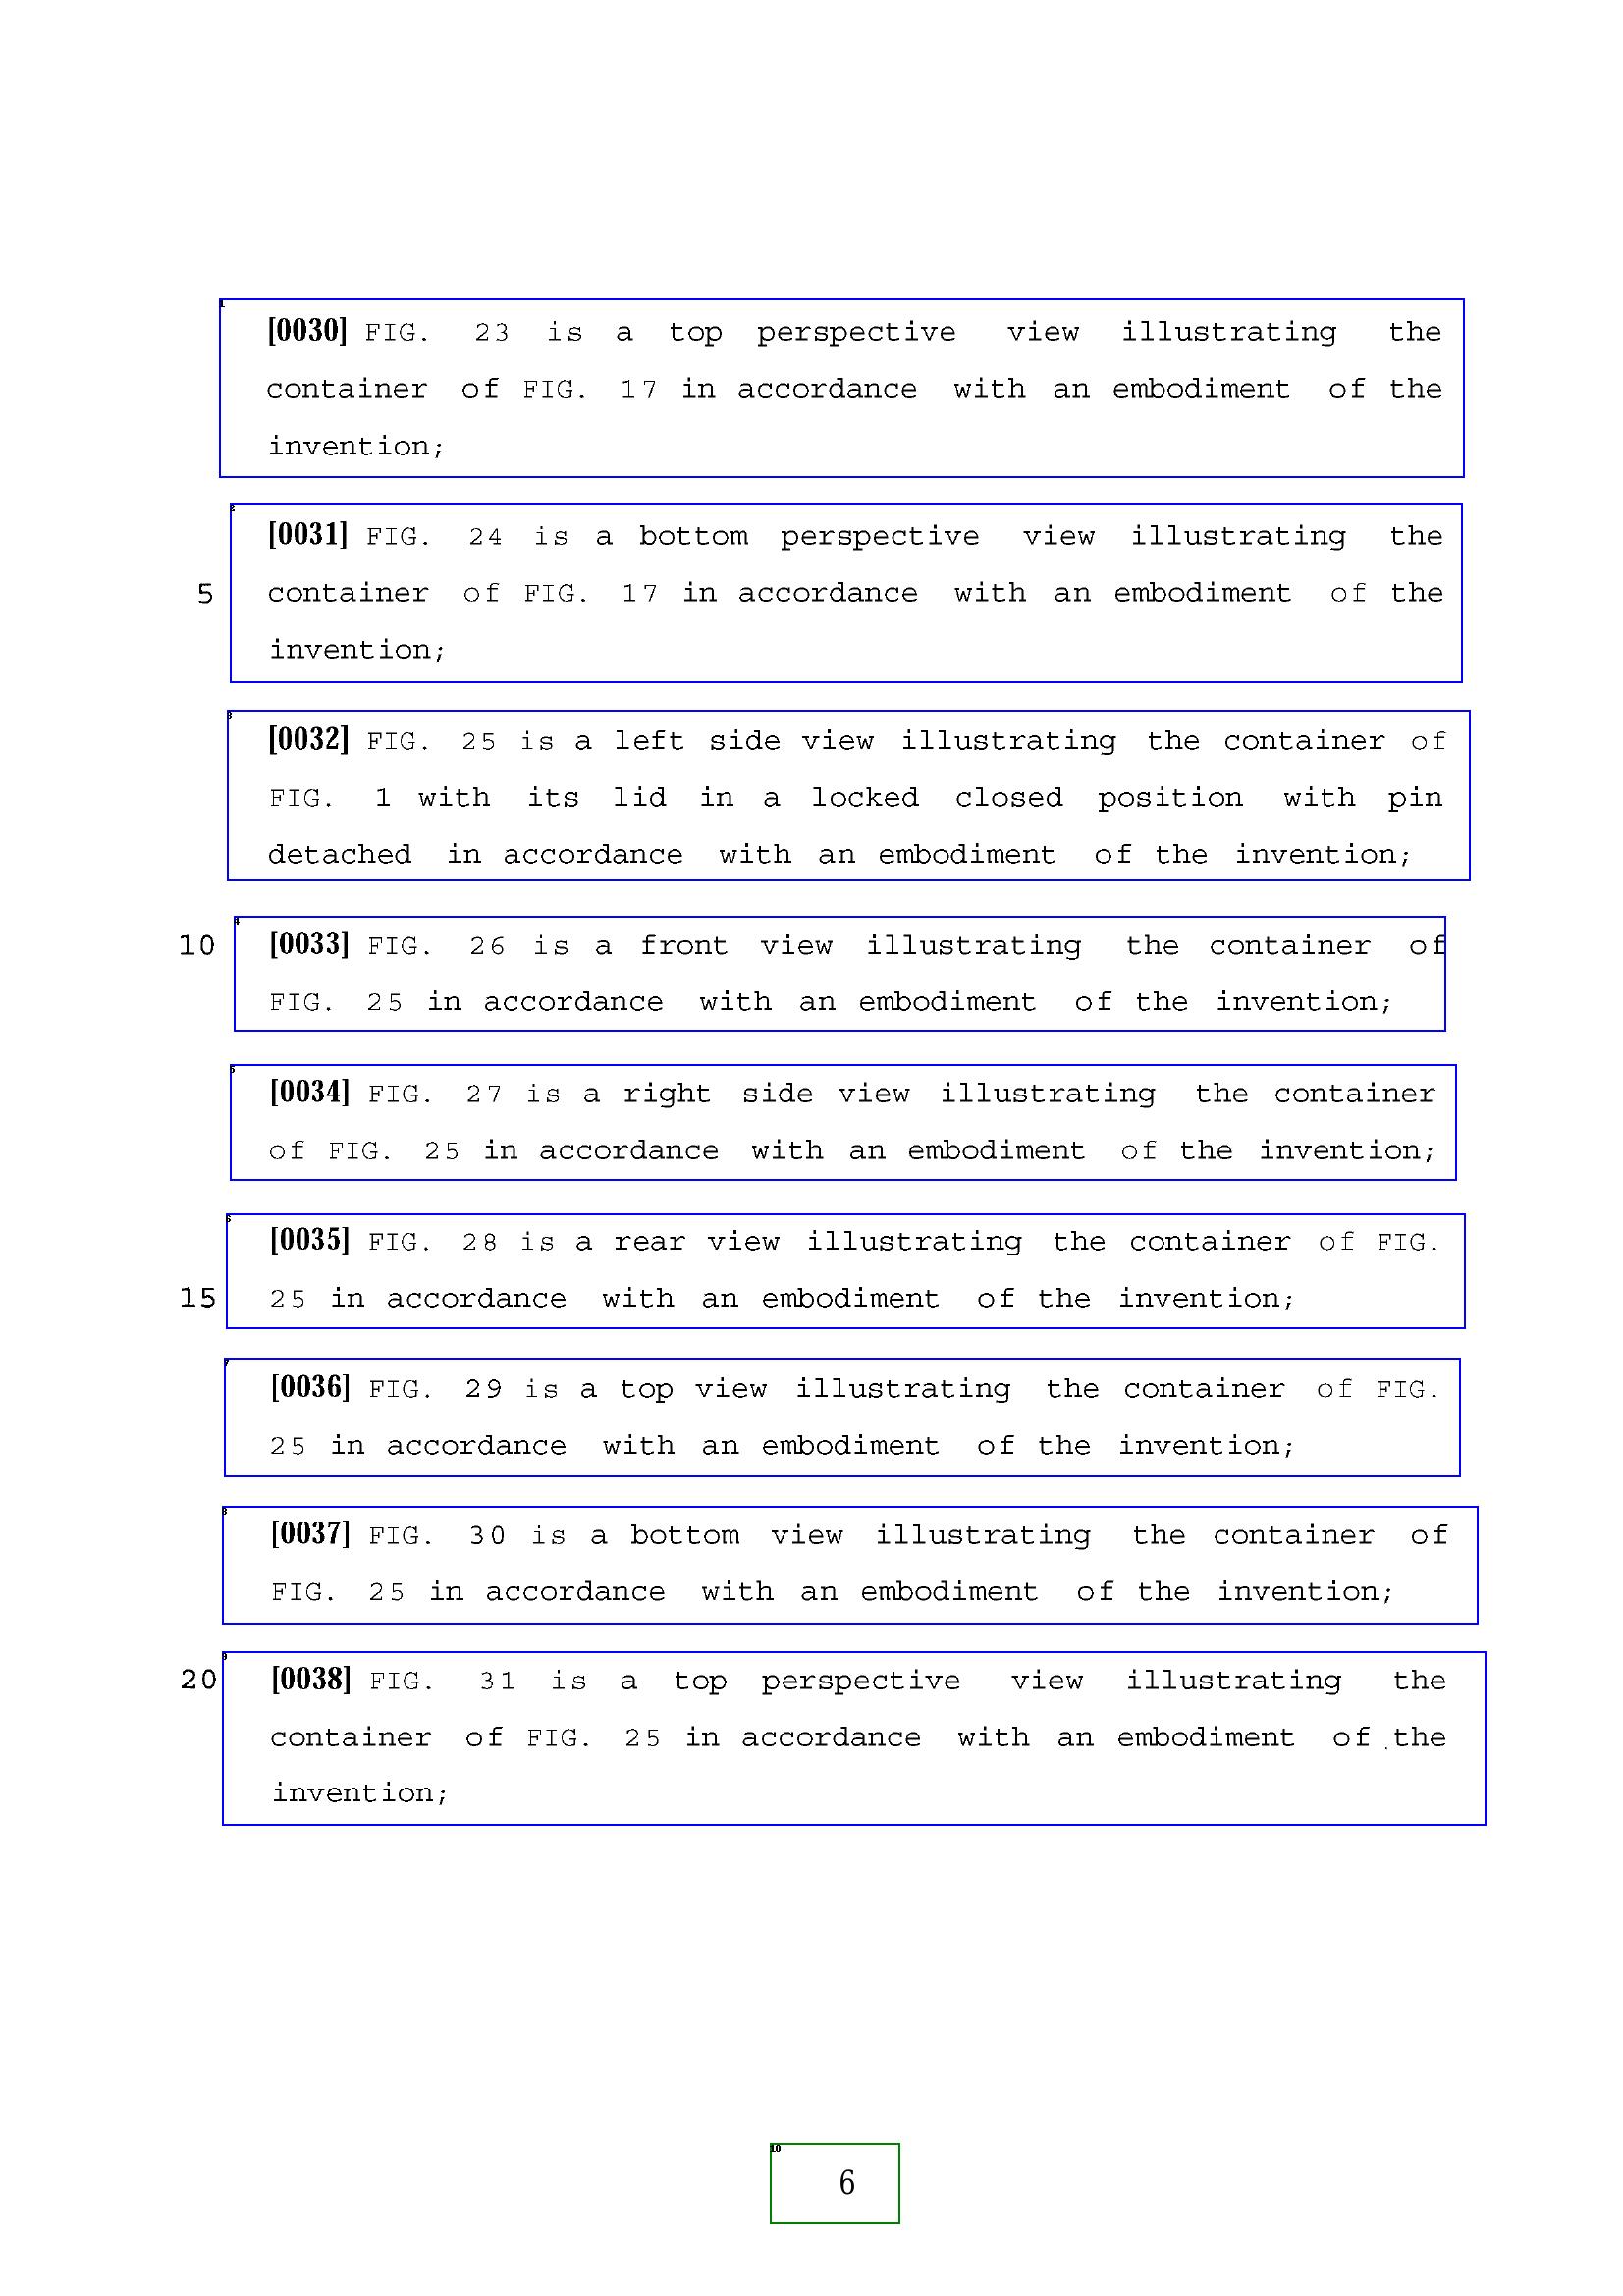 [0030] FIG. 23 is a top perspective view illustrating the
container of FIG. 17 in accordance with an embodiment of the
invention;
[0031] FIG. 24 is a bottom perspective view illustrating the
5 container of FIG. 17 in accordance with an embodiment of the
invention;
[0032] FIG. 25 is a left side view illustrating the container of
FIG. 1 with its lid in a locked closed position with pin
detached in accordance with an embodiment of the invention;
10 [0033] FIG. 26 is a front view illustrating the container of
FIG. 25 in accordance with an embodiment of the invention;
[0034] FIG. 27 is a right side view illustrating the container
of FIG. 25 in accordance with an embodiment of the invention;
[0035] FIG. 28 is a rear view illustrating the container of FIG.
15 25 in accordance with an embodiment of the invention;
[0036] FIG. 29 is a top view illustrating the container of FIG.
25 in accordance with an embodiment of the invention;
[0037] FIG. 30 is a bottom view illustrating the container of
FIG. 25 in accordance with an embodiment of the invention;
20 [0038] FIG. 31 is a top perspective view illustrating the
container of FIG. 25 in accordance with an embodiment of the
invention;
10
6